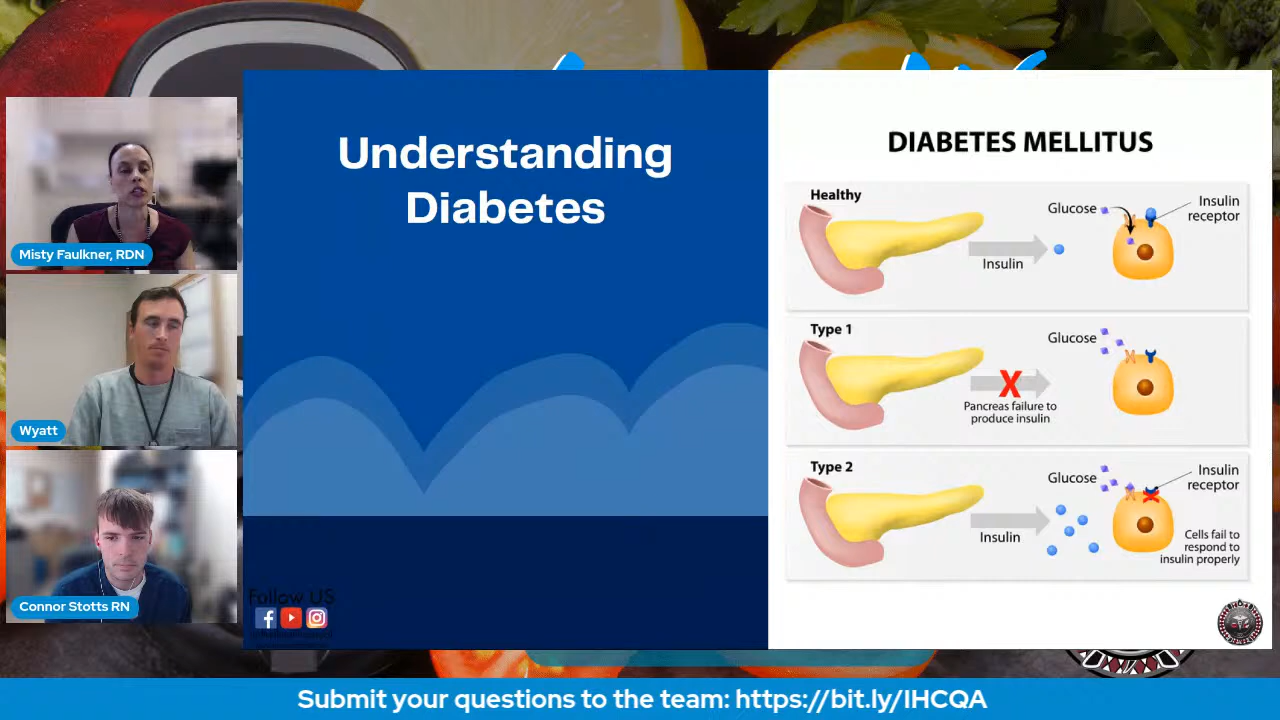 Understanding
Diabetes
Follow US
DIABETES MELLITUS
Healthy
Glucose
Insulin
receptor
Insulin
Type 1
Glucose
X
Pancreas failure to
produce insulin
Type 2
Glucose
Insulin
receptor
Insulin
Cells fail to
respond to
insulin properly
Misty Faulkner, RDN
Wyatt
Connor Stotts RN
Submit your questions to the team: https://bit.ly/IHCQA